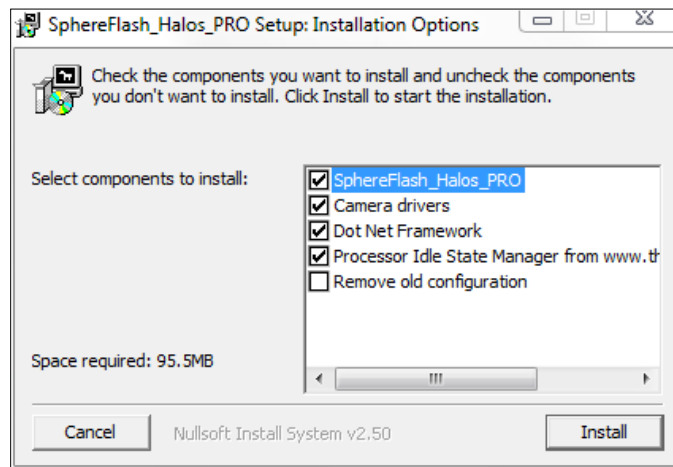 SphereFlash_Halos_PRO Setup: Installation Options
Check the components you want to install and uncheck the components
you don't want to install. Click Install to start the installation.
Select components to install:
SphereFlash_Halos_PRO
Camera drivers
Dot Net Framework
Processor Idle State Manager from www.th
Remove old configuration
Space required: 95.5MB
Cancel
Nullsoft Install System v2.50
Install